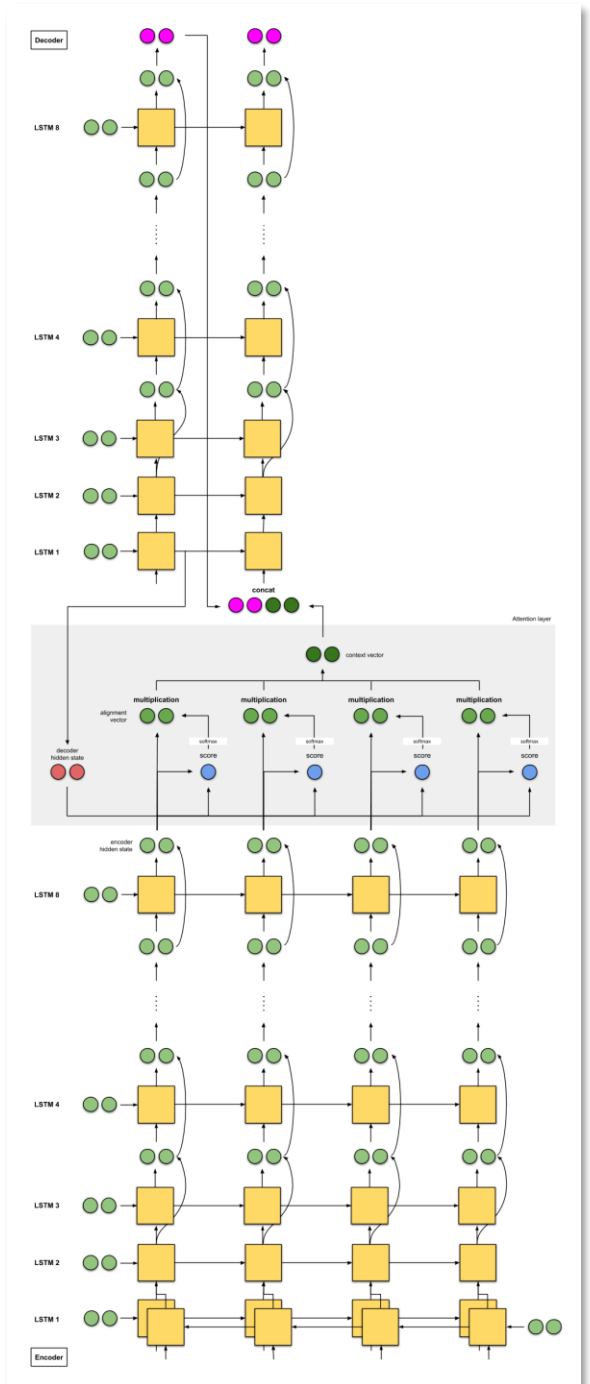 Decoder
LSTM 8
LSTM 4
LSTM 3
LSTM 2
LSTM 1
concat
Attention layer
context vector
multiplication multiplication multiplication multiplication
alignment
vector
softmax softmax softmax softmax
score score score score
decoder
hidden state
encoder
hidden state
LSTM 8
LSTM 4
LSTM 3
LSTM 2
LSTM 1
Encoder